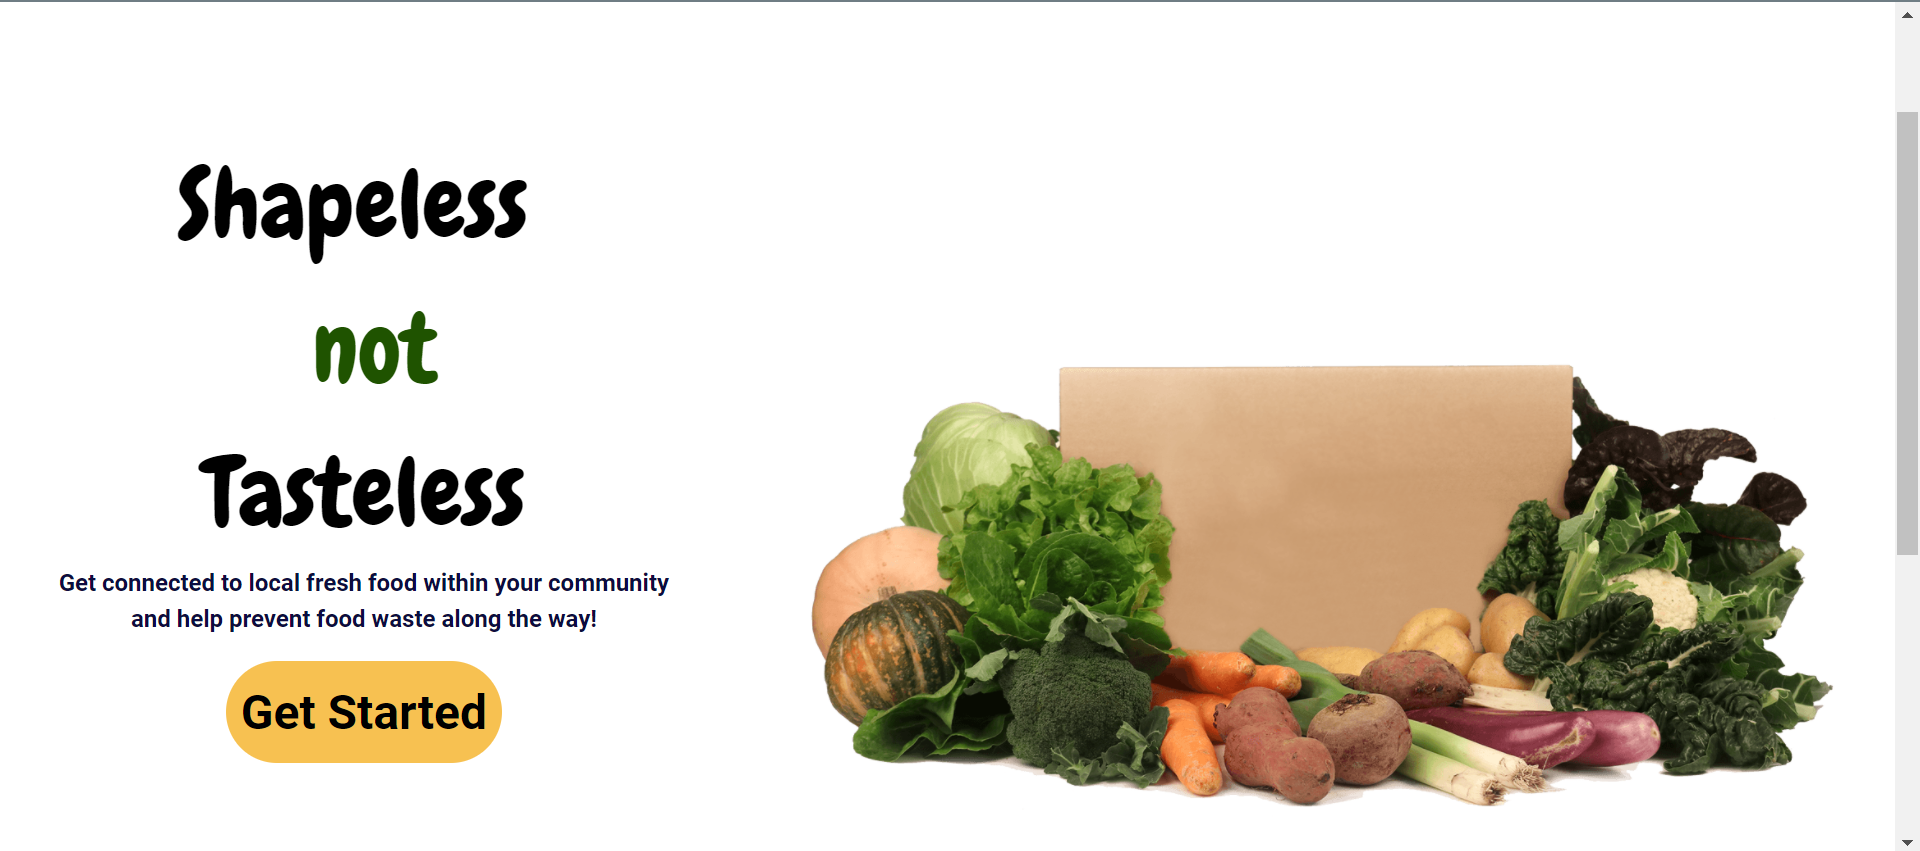 Shapeless
not
Tasteless
Get connected to local fresh food within your community
and help prevent food waste along the way!
Get Started